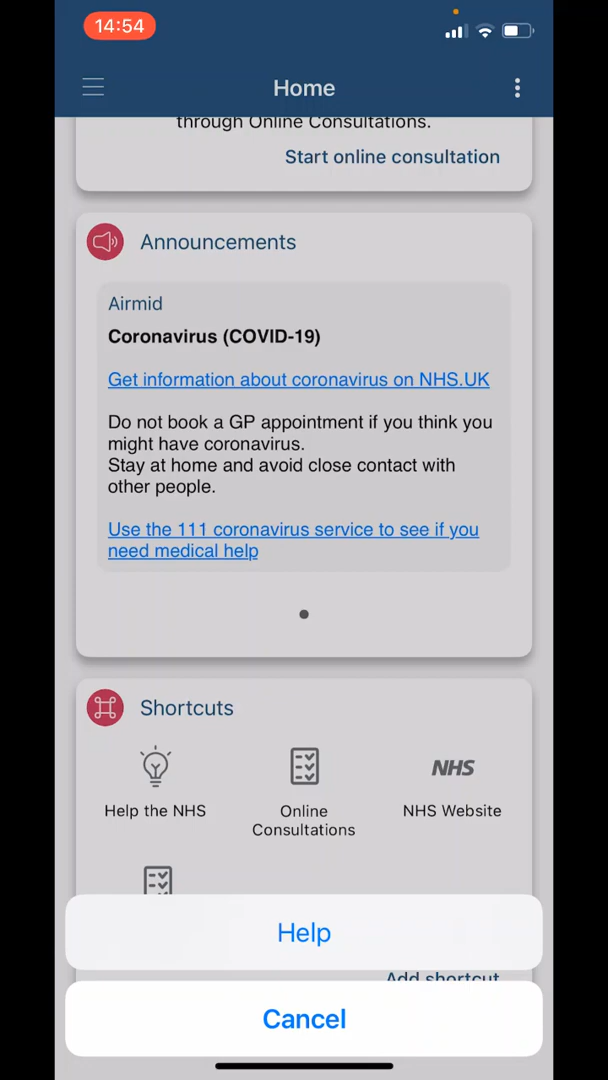 14:54
Home
through Online Consultations.
Start online consultation
Announcements
Airmid
Coronavirus (COVID-19)
Get information about coronavirus on NHS.UK
Do not book a GP appointment if you think you
might have coronavirus.
Stay at home and avoid close contact with
other people.
Use the 111 coronavirus service to see if you
need medical help
Shortcuts
NHS
Help the NHS
Online
Consultations
NHS Website
Help
Add shortcut
Cancel